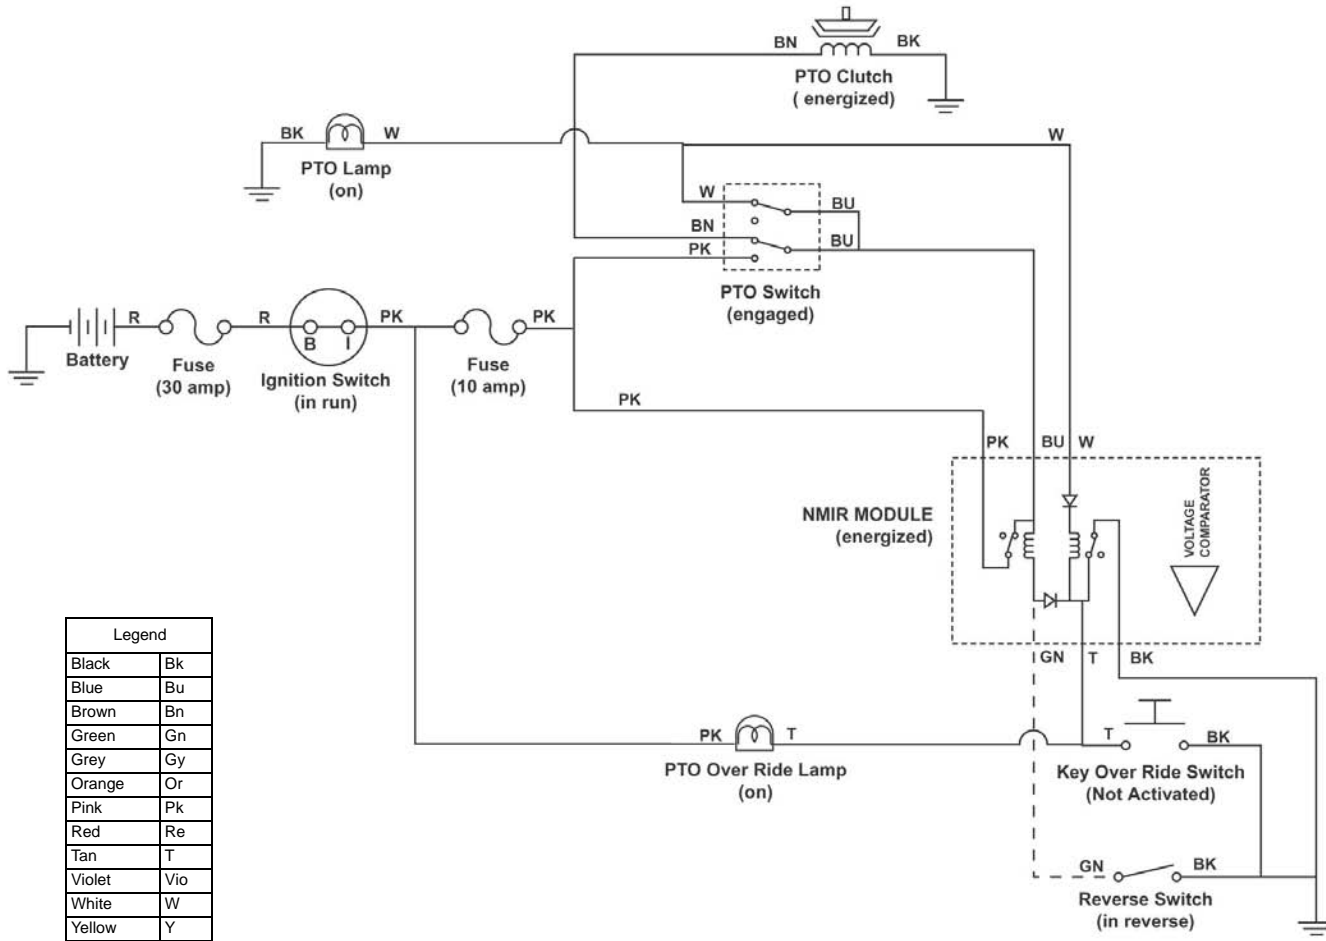 BN
BK
PTO Clutch
( energized)
BK
W
PTO Lamp
(on)
W
W
BU
BN
BU
PK
PTO Switch
(engaged)
R
R
PK
PK
B
I
Battery
Fuse
(30 amp)
Ignition Switch
(in run)
Fuse
(10 amp)
PK
PK
BU
W
NMIR MODULE
(energized)
VOLTAGE
COMPARATOR
GN
T
BK
PK
T
PTO Over Ride Lamp
(on)
T
BK
Key Over Ride Switch
(Not Activated)
GN
BK
Reverse Switch
(in reverse)
Legend
Black Bk
Blue Bu
Brown Bn
Green Gn
Grey Gy
Orange Or
Pink Pk
Red Re
Tan T
Violet Vio
White W
Yellow Y